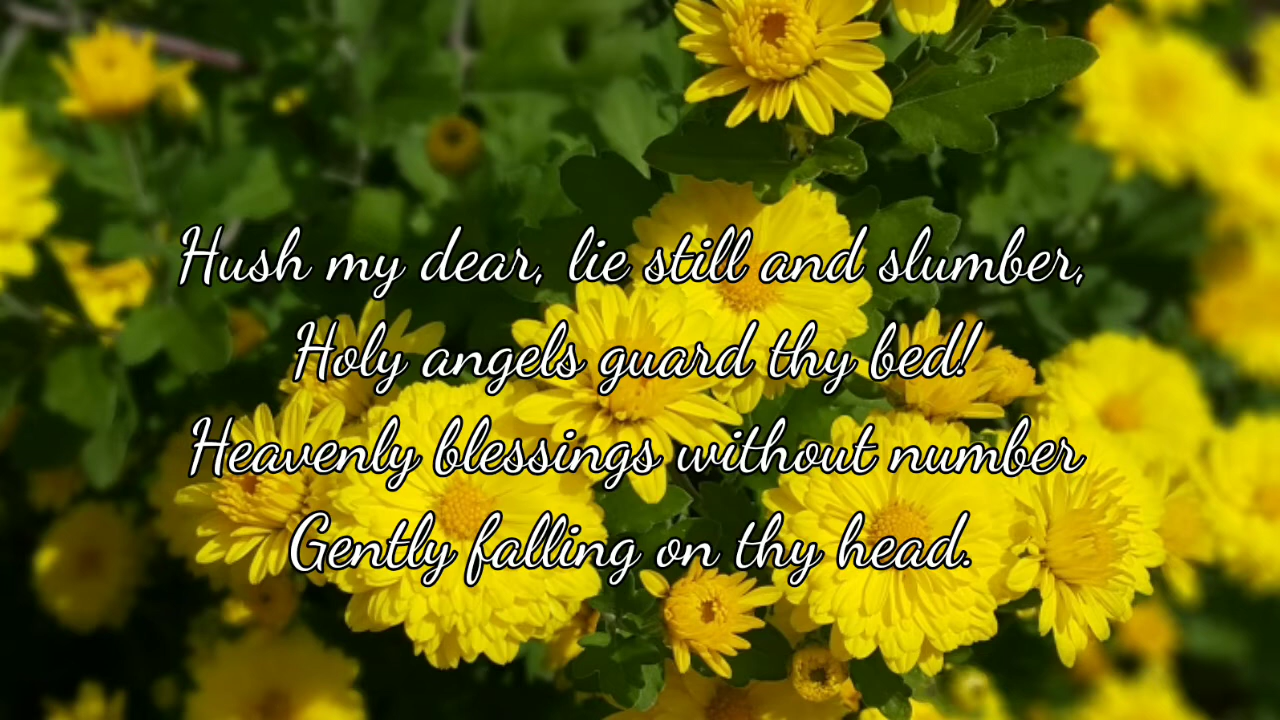 Hush my dear, lie still and slumber,
Holy angels guard thy bed!
Heavenly blessings without number
Gently falling on thy head.